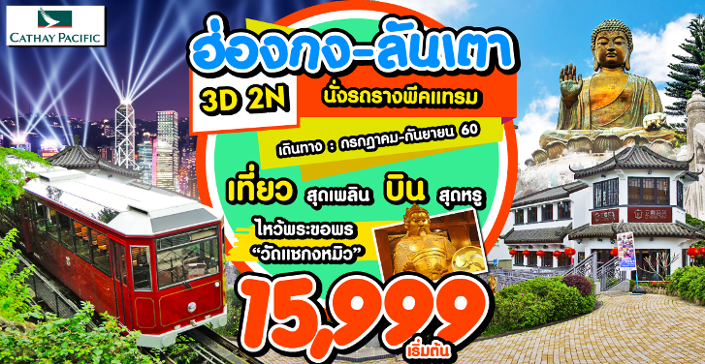 CATHAY PACIFIC
ฮ่องกง-ลันเตา
3D 2N
นั่งรถรางพีคแทรม
เดินทาง : กรกฎาคม-กันยายน 60
เที่ยว สุดเพลิน บิน สุดหรู
ไหว้พระขอพร
"วัดแชกงหมิว"
15,999
เริ่มต้น